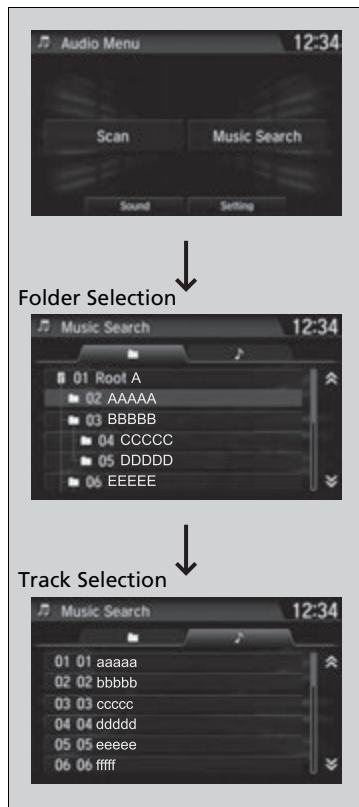 Audio Menu 12:34
Scan Music Search
Sound Setting
Folder Selection
Music Search 12:34
01 Root A
02 AAAAA
03 BBBBB
04 CCCCC
05 DDDDD
06 EEEEE
Track Selection
Music Search 12:34
01 01 aaaaa
02 02 bbbbb
03 03 ccccc
04 04 ddddd
05 05 eeeee
06 06 fffff